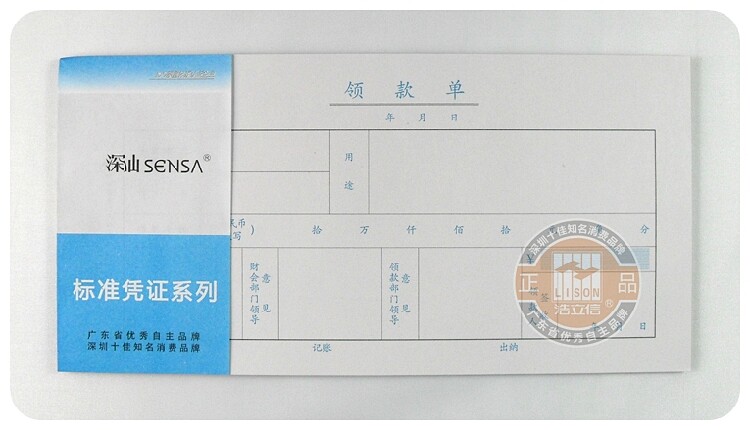 深山 SENSA®
标准凭证系列
广东省优秀自主品牌
深圳十佳知名消费品牌
领款单
年 月 日
用途
民币
写)
拾 万 仟 佰 拾 分
财会部门领导
意见
领款部门领导
意见
日
记账 出纳
深圳十佳知名消费品牌
正 品
LISON
浩立信®
广东省优秀自主品牌